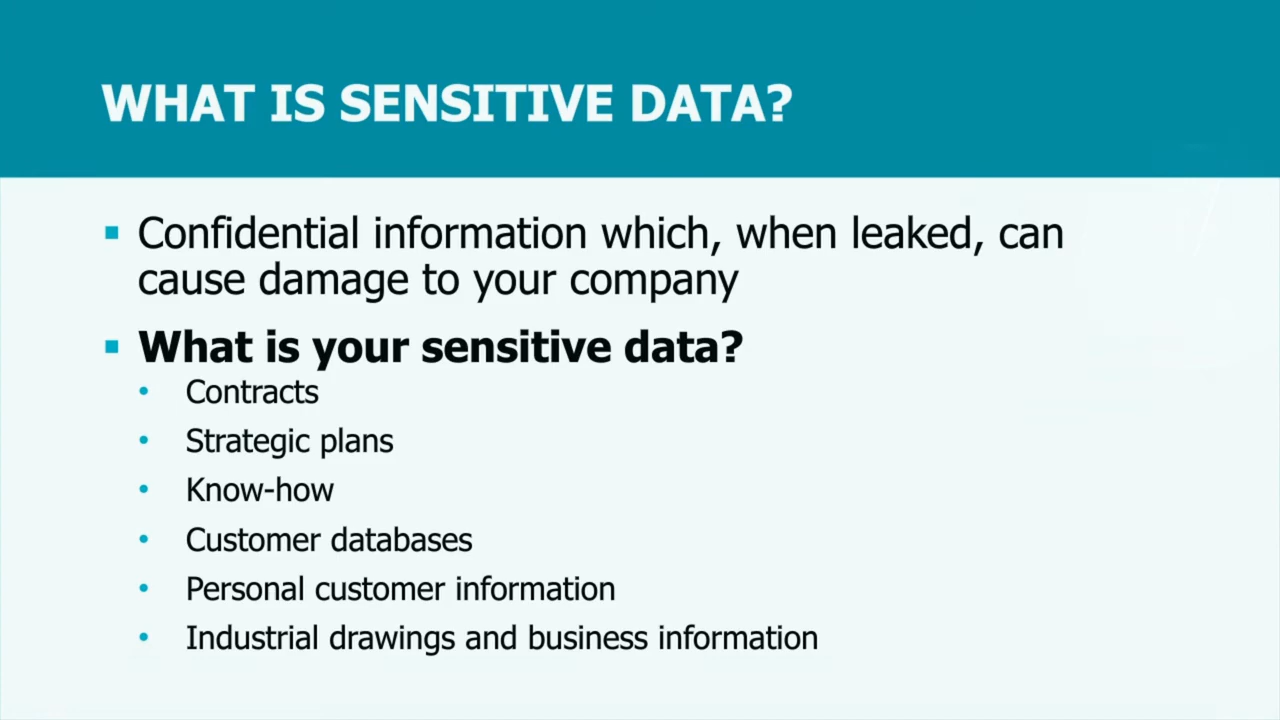 WHAT IS SENSITIVE DATA?
▪ Confidential information which, when leaked, can
cause damage to your company
▪ What is your sensitive data?
• Contracts
• Strategic plans
• Know-how
• Customer databases
• Personal customer information
• Industrial drawings and business information